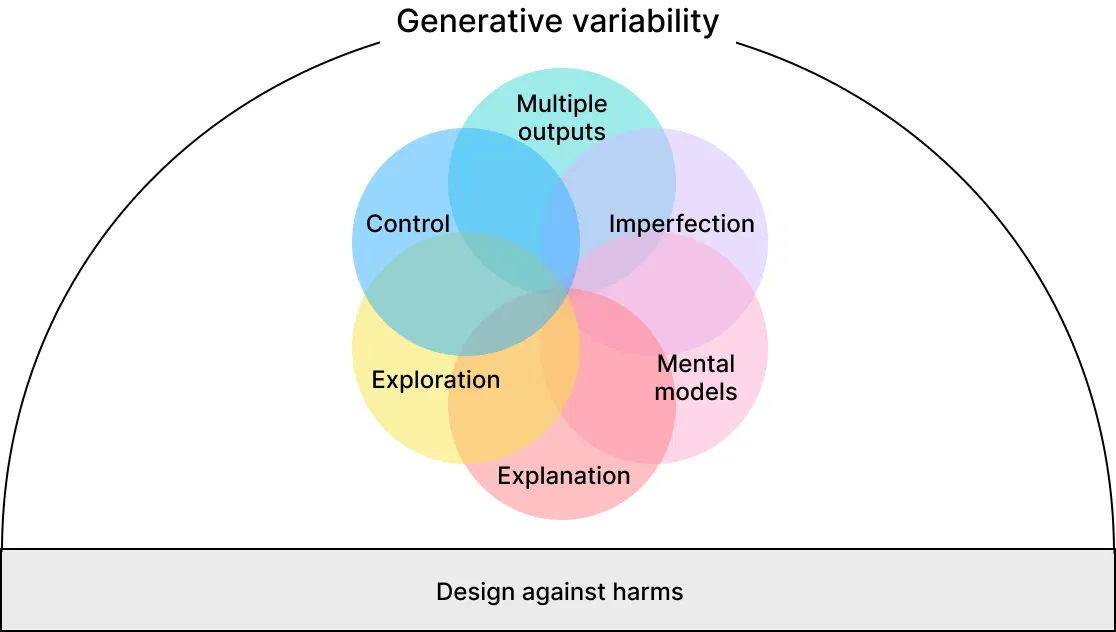 Generative variability
Multiple
outputs
Control
Imperfection
Exploration
Mental
models
Explanation
Design against harms